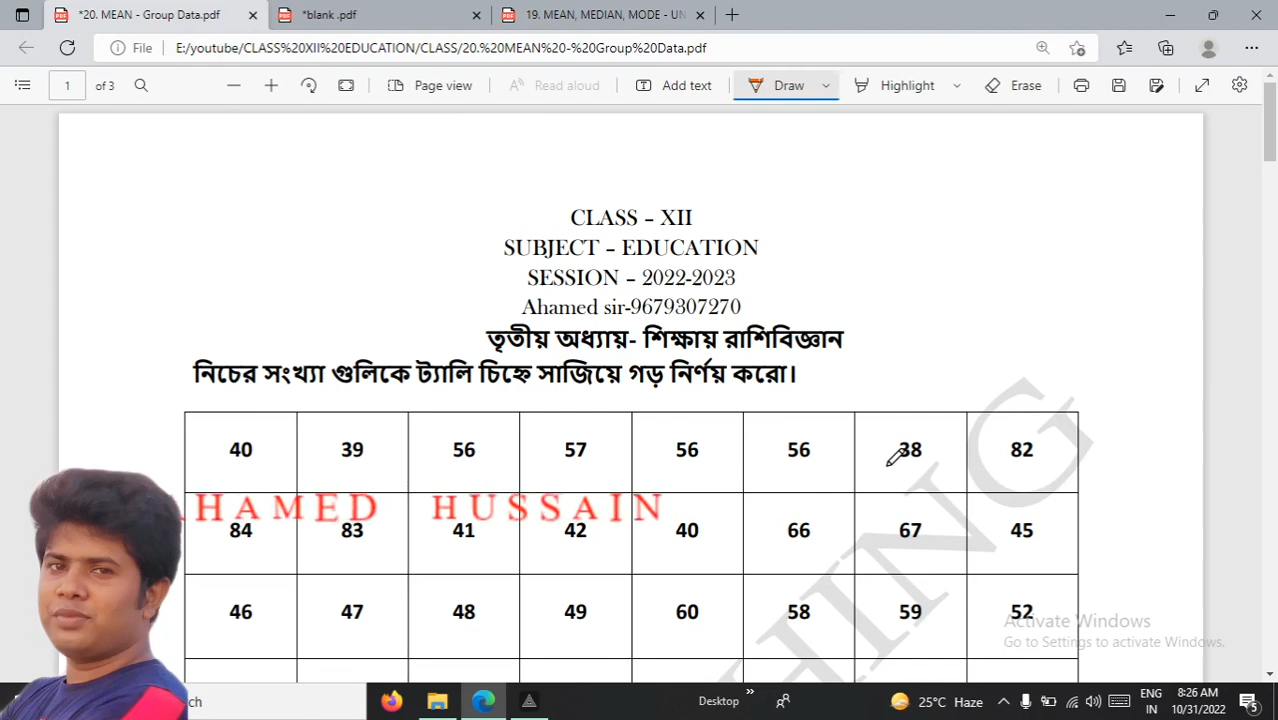 *20. MEAN - Group Data.pdf
*blank .pdf
19. MEAN, MEDIAN, MODE - UN
File
E:/youtube/CLASS%20XII%20EDUCATION/CLASS/20.%20MEAN%20-%20Group%20Data.pdf
1 of 3
Page view
Read aloud
Add text
Draw
Highlight
Erase
CLASS – XII
SUBJECT – EDUCATION
SESSION – 2022-2023
Ahamed sir-9679307270
তৃতীয় অধ্যায়- শিক্ষায় রাশিবিজ্ঞান
নিচের সংখ্যা গুলিকে ট্যালি চিহ্নে সাজিয়ে গড় নির্ণয় করো।
40 39 56 57 56 56 38 82
HAMED HUSSAIN
84 83 41 42 40 66 67 45
46 47 48 49 60 58 59 52
HING
Activate Windows
Go to Settings to activate Windows.
rch
Desktop
25°C Haze
ENG
IN
8:26 AM
10/31/2022
5